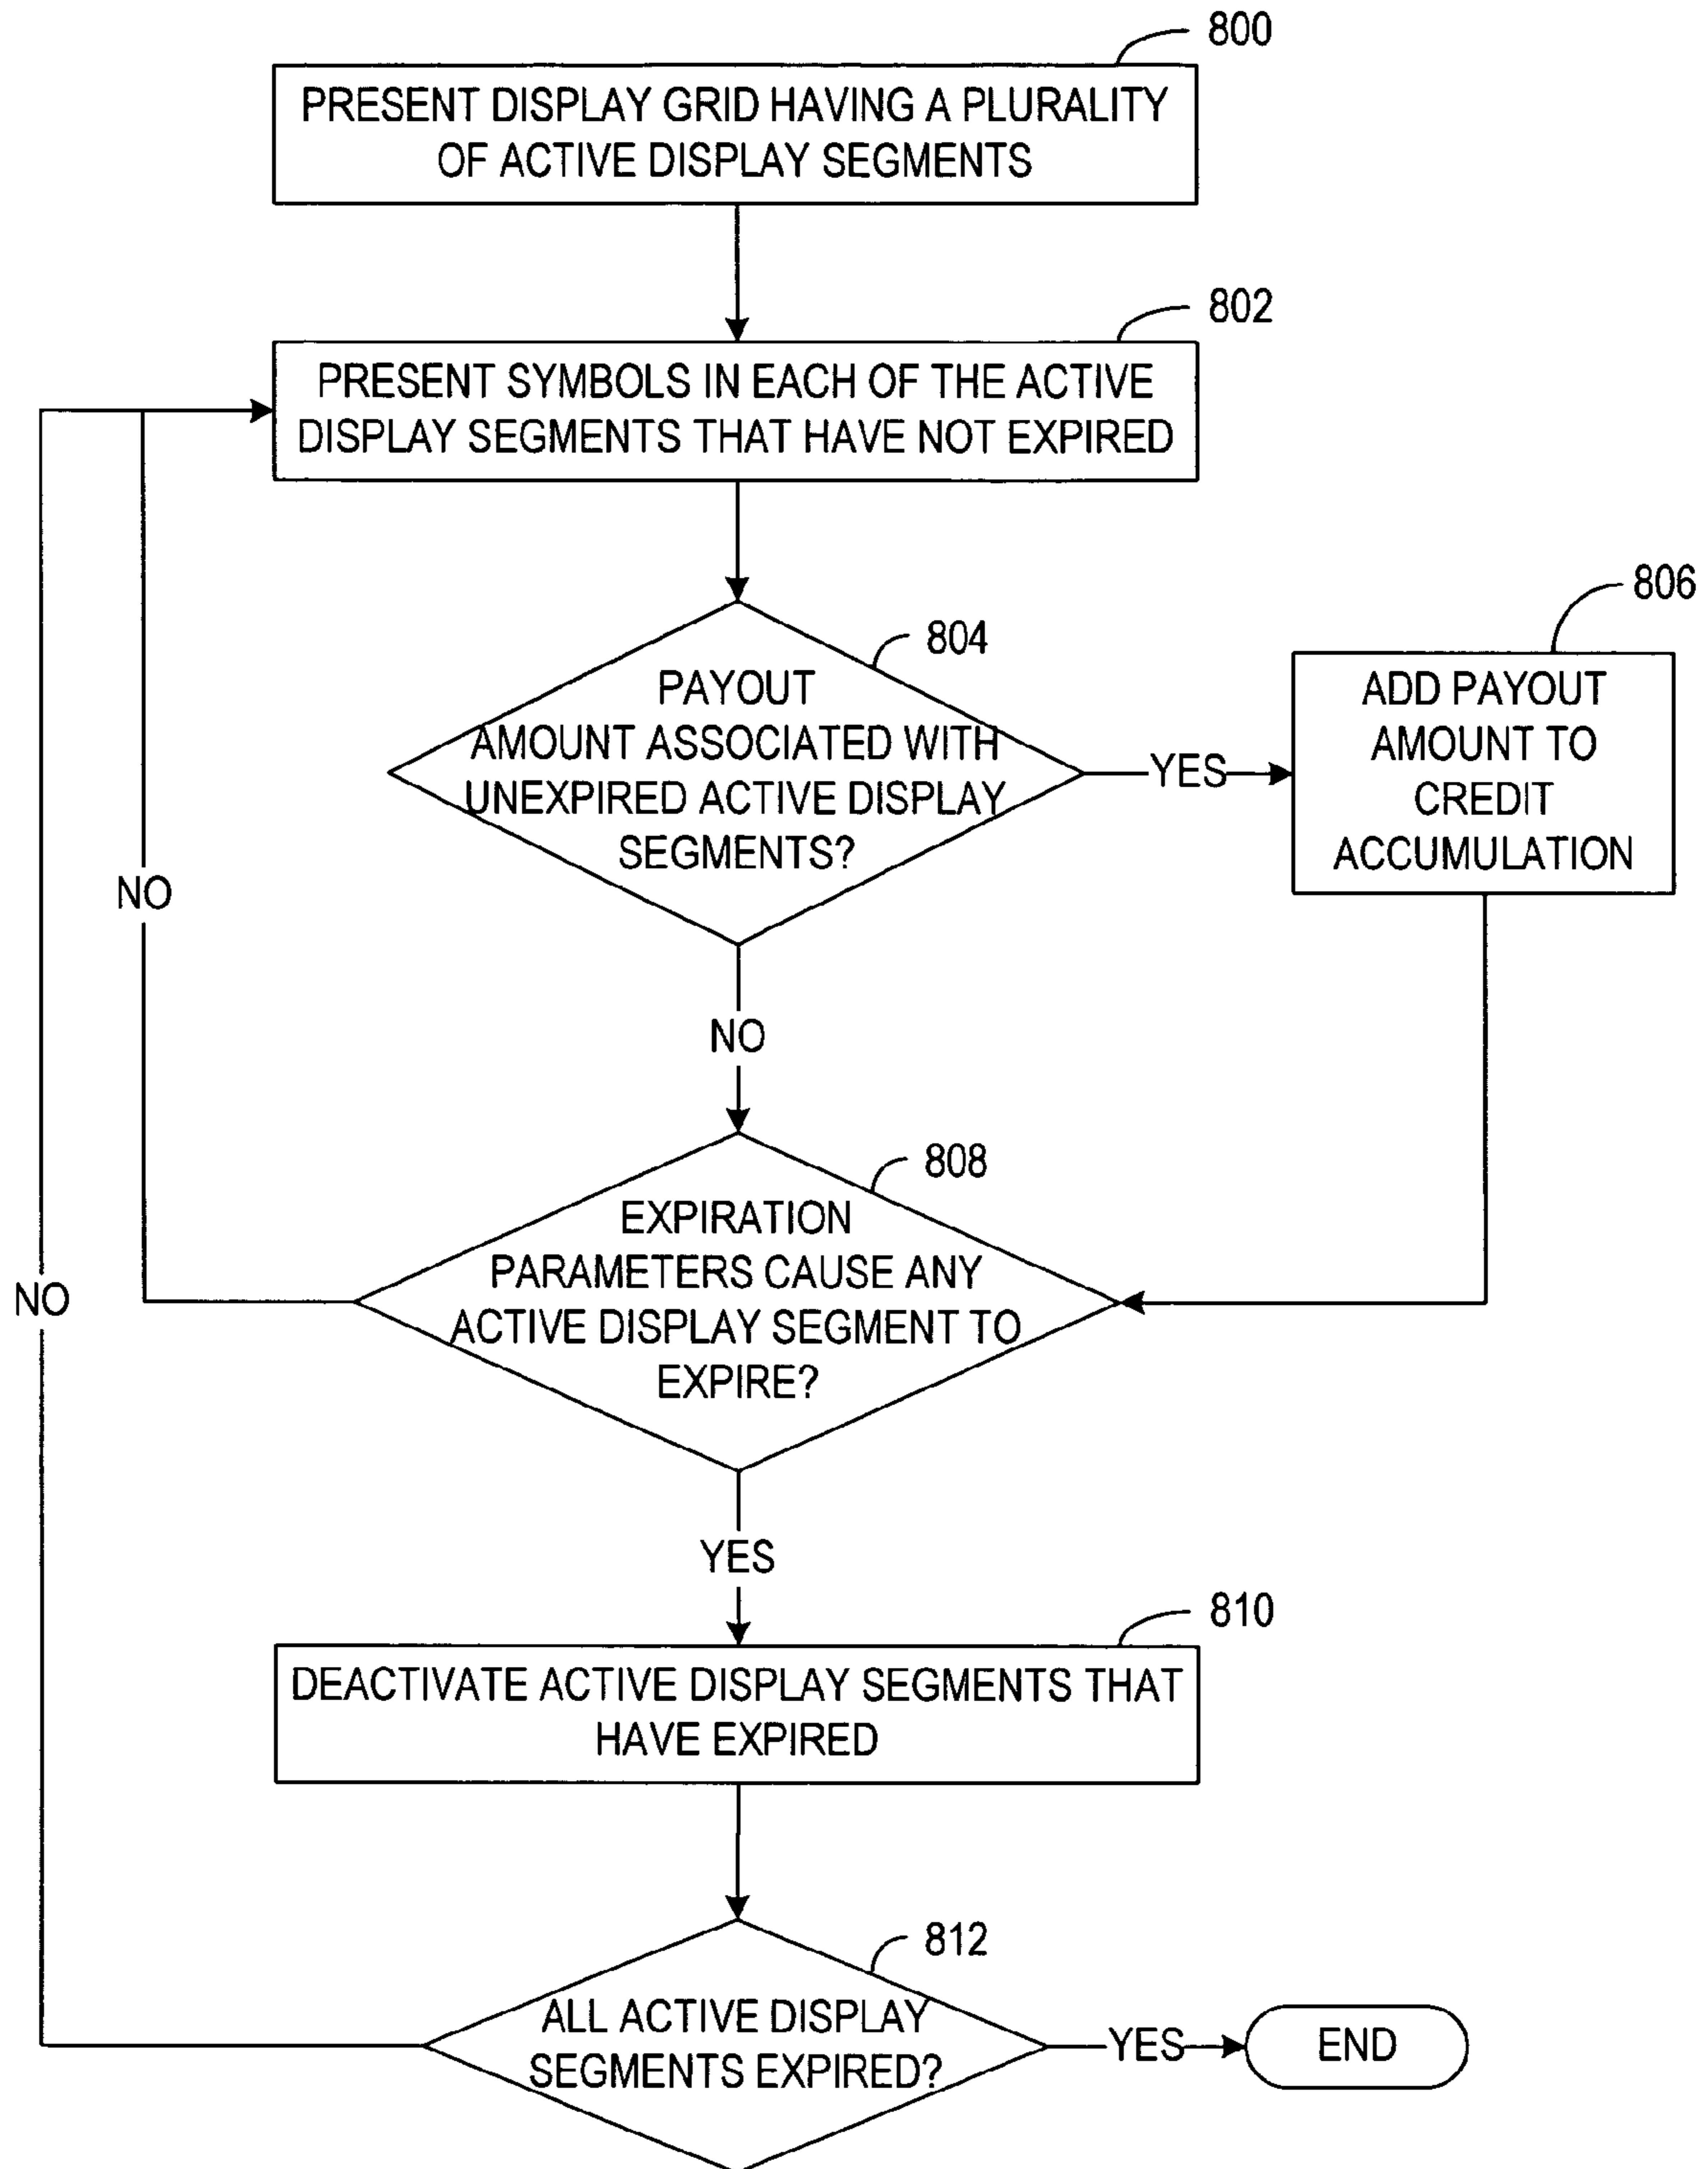 800
PRESENT DISPLAY GRID HAVING A PLURALITY
OF ACTIVE DISPLAY SEGMENTS
802
PRESENT SYMBOLS IN EACH OF THE ACTIVE
DISPLAY SEGMENTS THAT HAVE NOT EXPIRED
804
PAYOUT
AMOUNT ASSOCIATED WITH
UNEXPIRED ACTIVE DISPLAY
SEGMENTS?
YES
806
ADD PAYOUT
AMOUNT TO
CREDIT
ACCUMULATION
NO
NO
808
EXPIRATION
PARAMETERS CAUSE ANY
ACTIVE DISPLAY SEGMENT TO
EXPIRE?
NO
YES
810
DEACTIVATE ACTIVE DISPLAY SEGMENTS THAT
HAVE EXPIRED
812
ALL ACTIVE DISPLAY
SEGMENTS EXPIRED?
YES
END